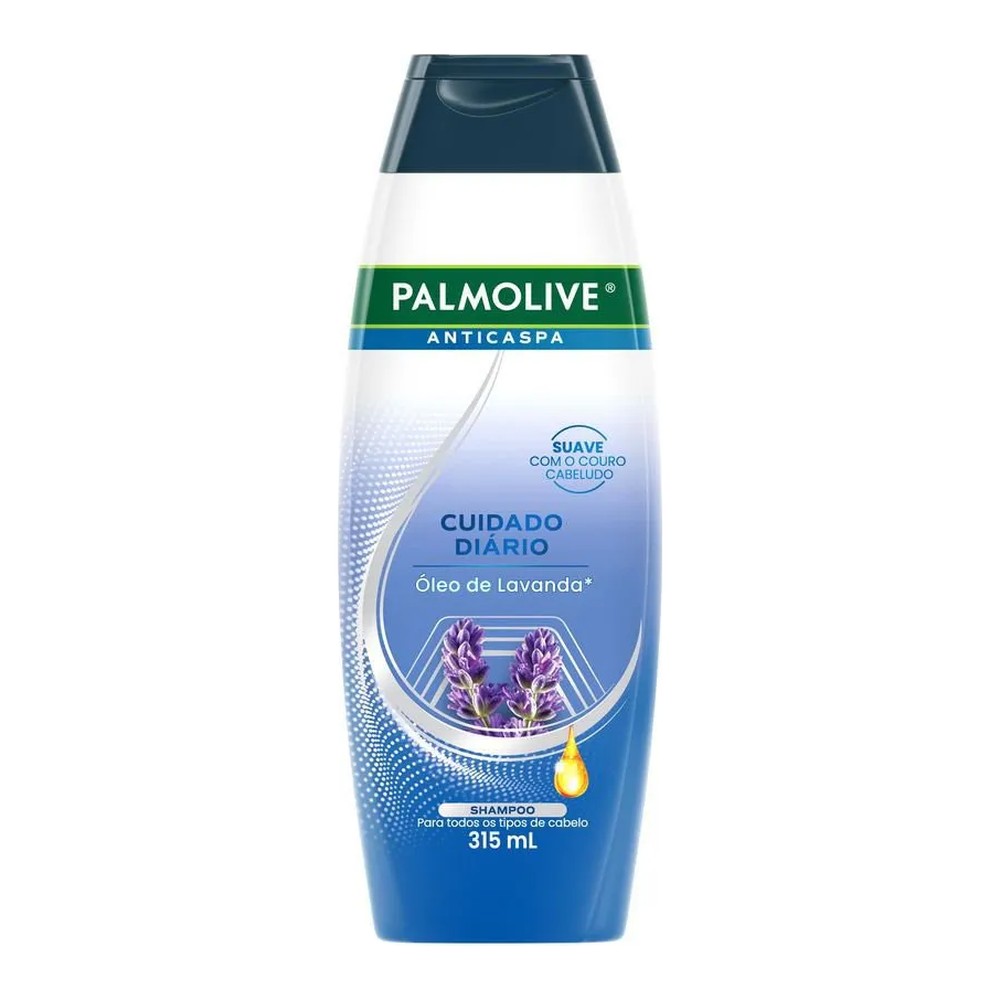 PALMOLIVE®
ANTICASPA
SUAVE
COM O COURO
CABELUDO
CUIDADO
DIÁRIO
Óleo de Lavanda*
SHAMPOO
Para todos os tipos de cabelo
315 mL